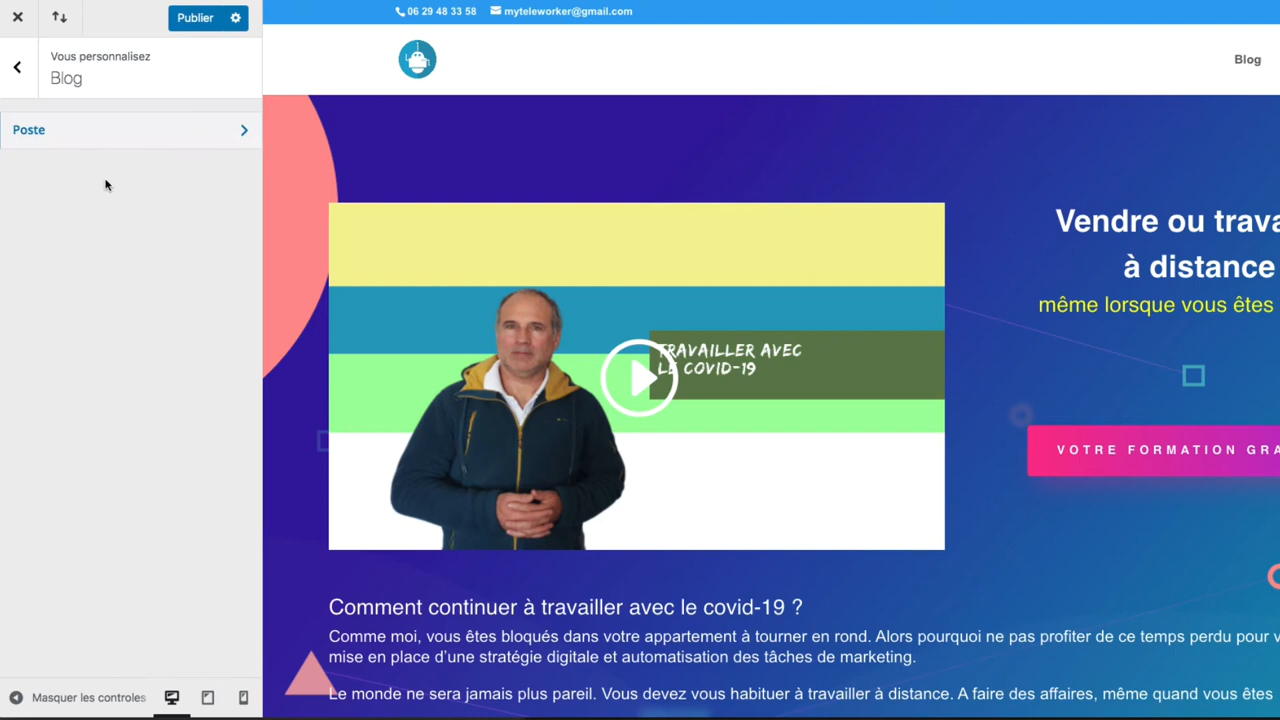 Publier
Vous personnalisez
Blog
Poste
Masquer les controles
06 29 48 33 58 myteleworker@gmail.com
Blog
TRAVAILLER AVEC
LE COVID-19
Vendre ou trava
à distance
même lorsque vous êtes
VOTRE FORMATION GRA
Comment continuer à travailler avec le covid-19 ?
Comme moi, vous êtes bloqués dans votre appartement à tourner en rond. Alors pourquoi ne pas profiter de ce temps perdu pour v
mise en place d'une stratégie digitale et automatisation des tâches de marketing.
Le monde ne sera jamais plus pareil. Vous devez vous habituer à travailler à distance. A faire des affaires, même quand vous êtes